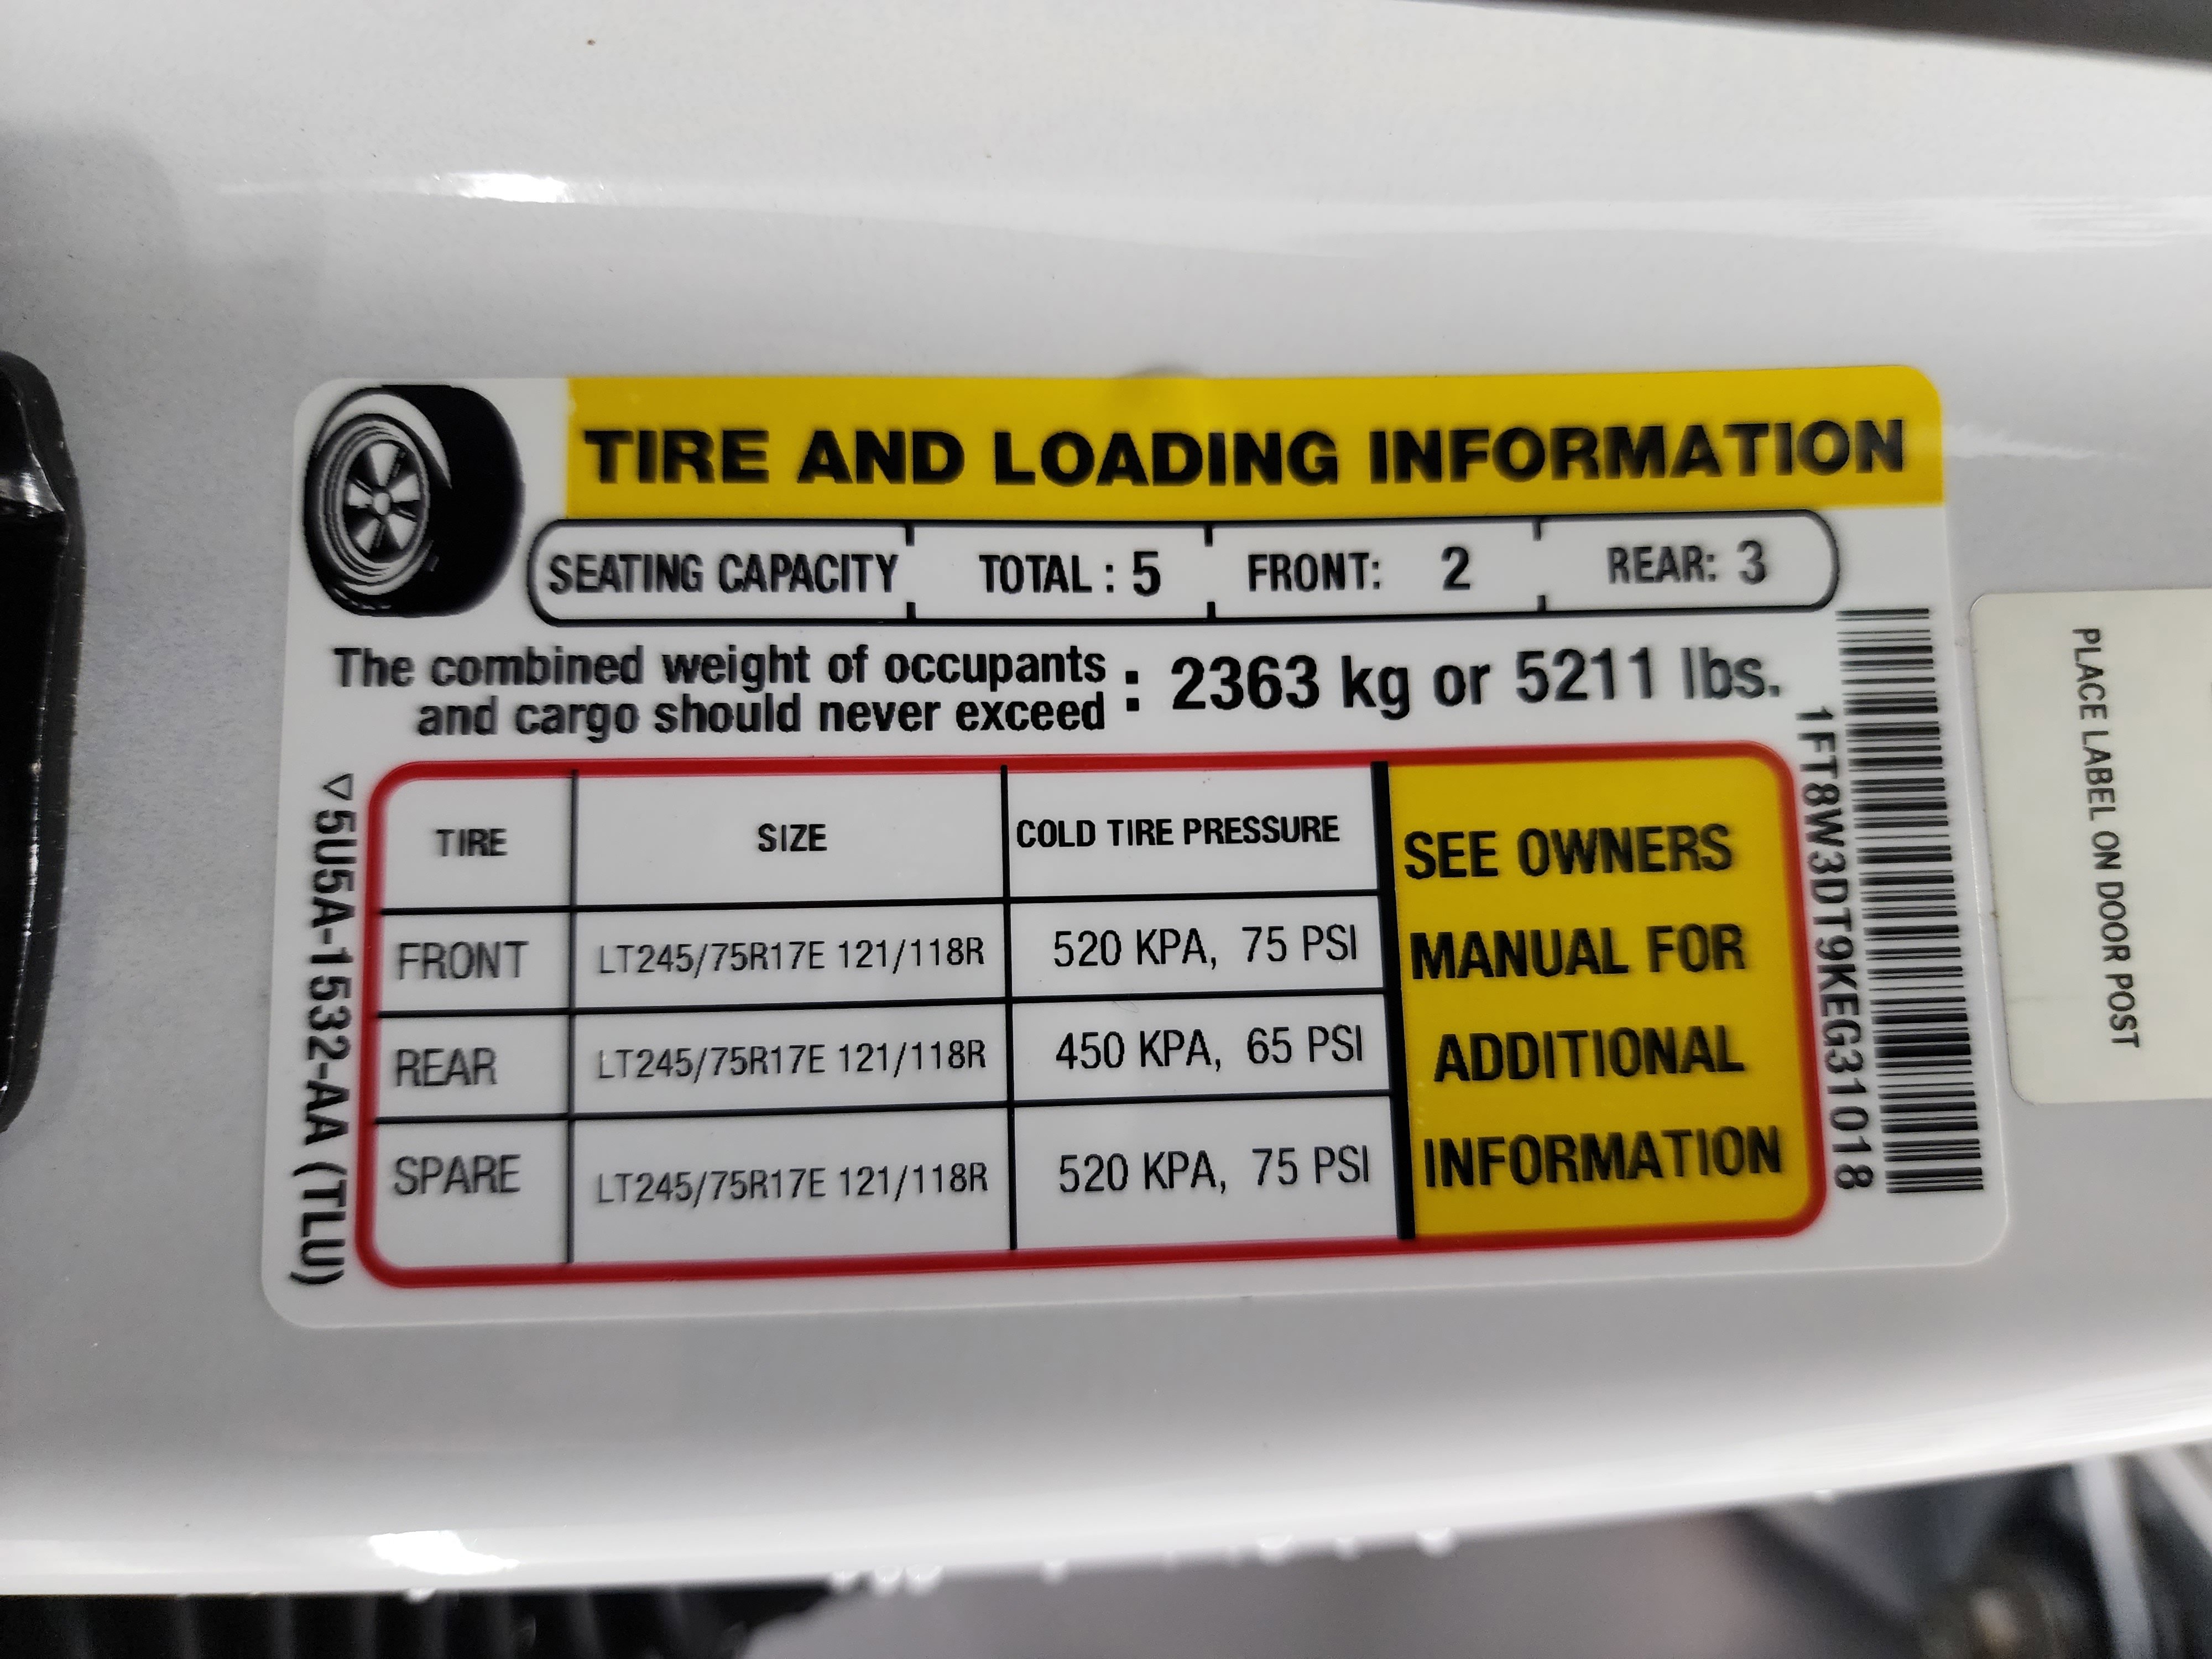 TIRE AND LOADING INFORMATION
SEATING CAPACITY TOTAL : 5 FRONT: 2 REAR: 3
The combined weight of occupants
and cargo should never exceed : 2363 kg or 5211 lbs.
TIRE SIZE COLD TIRE PRESSURE
FRONT LT245/75R17E 121/118R 520 KPA, 75 PSI
REAR LT245/75R17E 121/118R 450 KPA, 65 PSI
SPARE LT245/75R17E 121/118R 520 KPA, 75 PSI
SEE OWNERS
MANUAL FOR
ADDITIONAL
INFORMATION
▽5U5A-1532-AA (TLU)
1FT8W3DT9KEG31018
PLACE LABEL ON DOOR POST